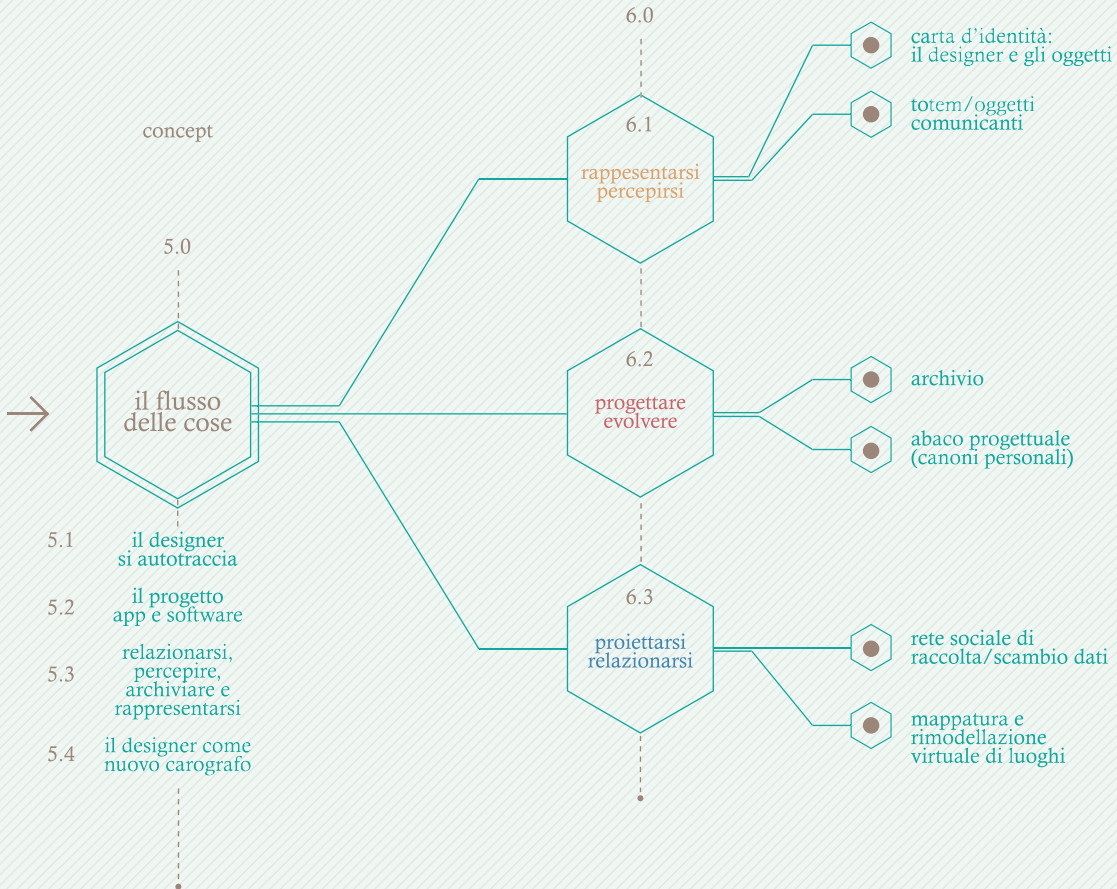 concept
5.0
il flusso
delle cose
5.1
il designer
si autotraccia
5.2
il progetto
app e software
5.3
relazionarsi,
percepire,
archiviare e
rappresentarsi
5.4
il designer come
nuovo carografo
6.0
6.1
rappesentarsi
percepirsi
carta d'identità:
il designer e gli oggetti
totem/oggetti
comunicanti
6.2
progettare
evolvere
archivio
abaco progettuale
(canoni personali)
6.3
proiettarsi
relazionarsi
rete sociale di
raccolta/scambio dati
mappatura e
rimodellazione
virtuale di luoghi